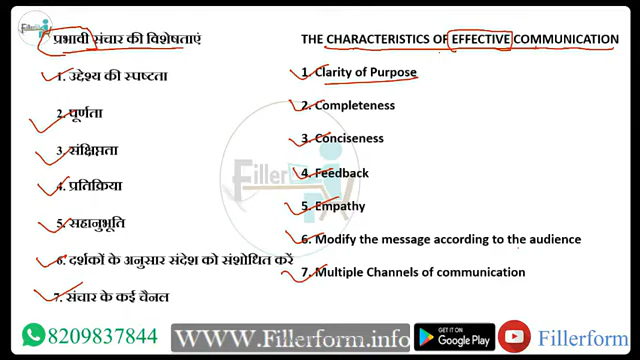 Fillerform
प्रभावी संचार की विशेषताएं
1. उद्देश्य की स्पष्टता
2. पूर्णता
3. संक्षिप्तता
4. प्रतिक्रिया
5. सहानुभूति
6. दर्शकों के अनुसार संदेश को संशोधित करें
7. संचार के कई चैनल
THE CHARACTERISTICS OF EFFECTIVE COMMUNICATION
1. Clarity of Purpose
2. Completeness
3. Conciseness
4. Feedback
5. Empathy
6. Modify the message according to the audience
7. Multiple Channels of communication
Filler
8209837844
www.Fillerform.info
GET IT ON
Google Play
Fillerform